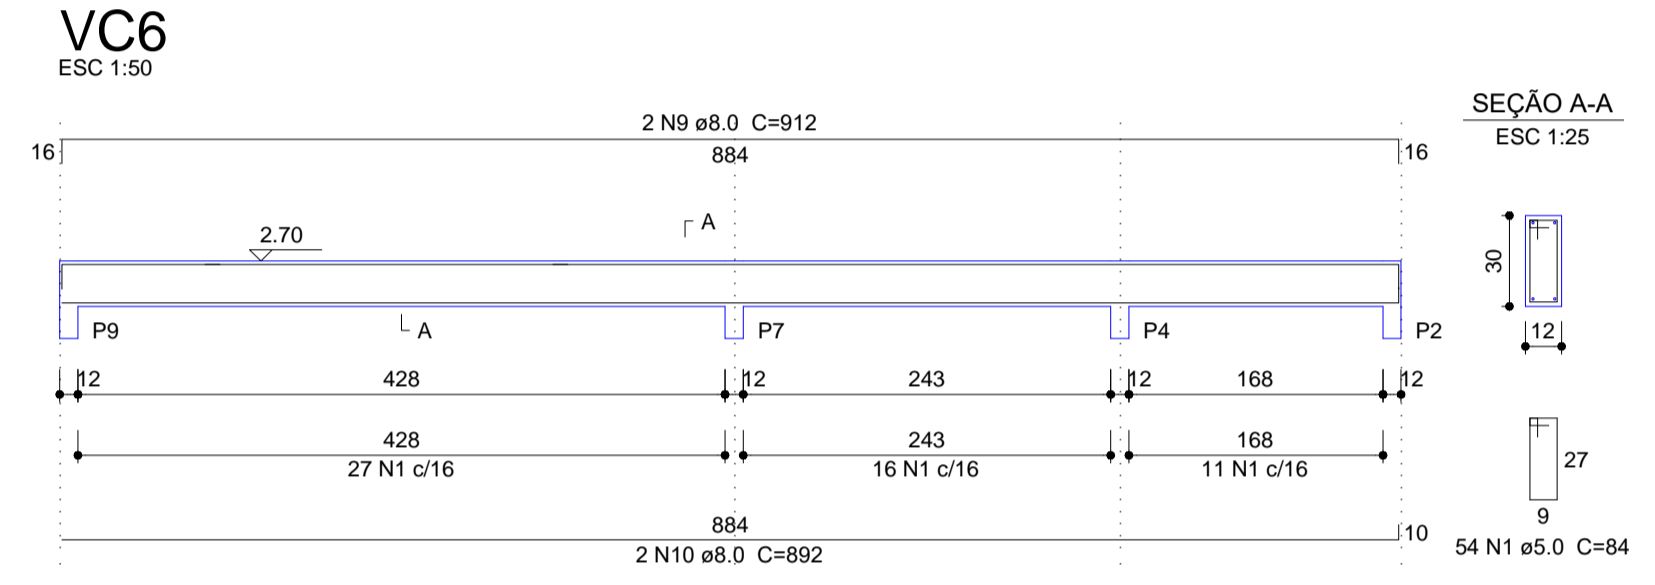 VC6
ESC 1:50
2 N9 ø8.0 C=912
16
884
16
SEÇÃO A-A
ESC 1:25
A
2.70
30
12
P9
A
P7
P4
P2
12
428
12
243
12
168
12
428
27 N1 c/16
243
16 N1 c/16
168
11 N1 c/16
27
9
54 N1 ø5.0 C=84
884
10
2 N10 ø8.0 C=892